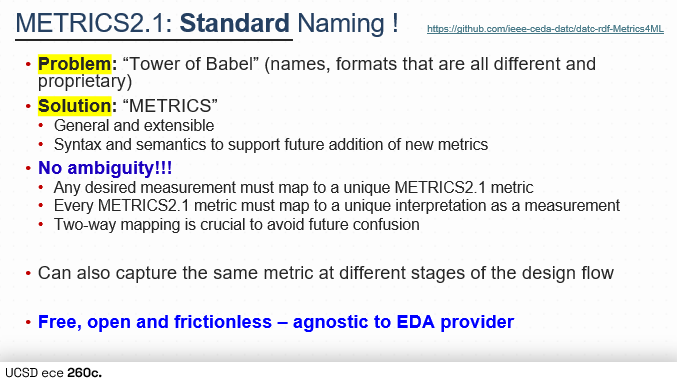 METRICS2.1: Standard Naming !
https://github.com/ieee-ceda-datc/datc-rdf-Metrics4ML
• Problem: “Tower of Babel” (names, formats that are all different and
proprietary)
• Solution: “METRICS”
• General and extensible
• Syntax and semantics to support future addition of new metrics
• No ambiguity!!!
• Any desired measurement must map to a unique METRICS2.1 metric
• Every METRICS2.1 metric must map to a unique interpretation as a measurement
• Two-way mapping is crucial to avoid future confusion
• Can also capture the same metric at different stages of the design flow
• Free, open and frictionless – agnostic to EDA provider
UCSD ece 260c.